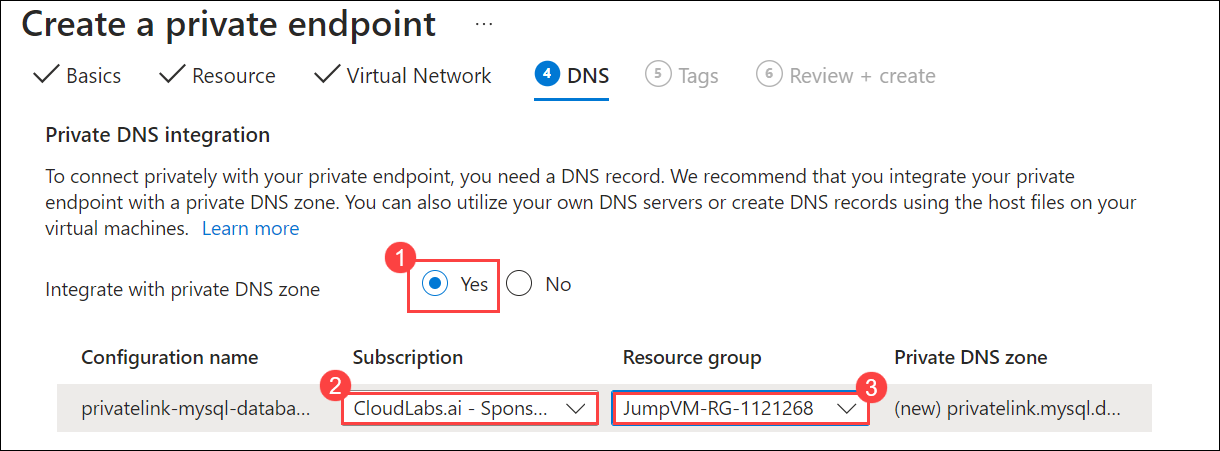 Create a private endpoint ...
Basics Resource Virtual Network 4 DNS 5 Tags 6 Review + create
Private DNS integration
To connect privately with your private endpoint, you need a DNS record. We recommend that you integrate your private
endpoint with a private DNS zone. You can also utilize your own DNS servers or create DNS records using the host files on your
virtual machines. Learn more
1
Integrate with private DNS zone Yes No
Configuration name Subscription Resource group Private DNS zone
2 3
privatelink-mysql-databa... CloudLabs.ai - Spons... JumpVM-RG-1121268 (new) privatelink.mysql.d...